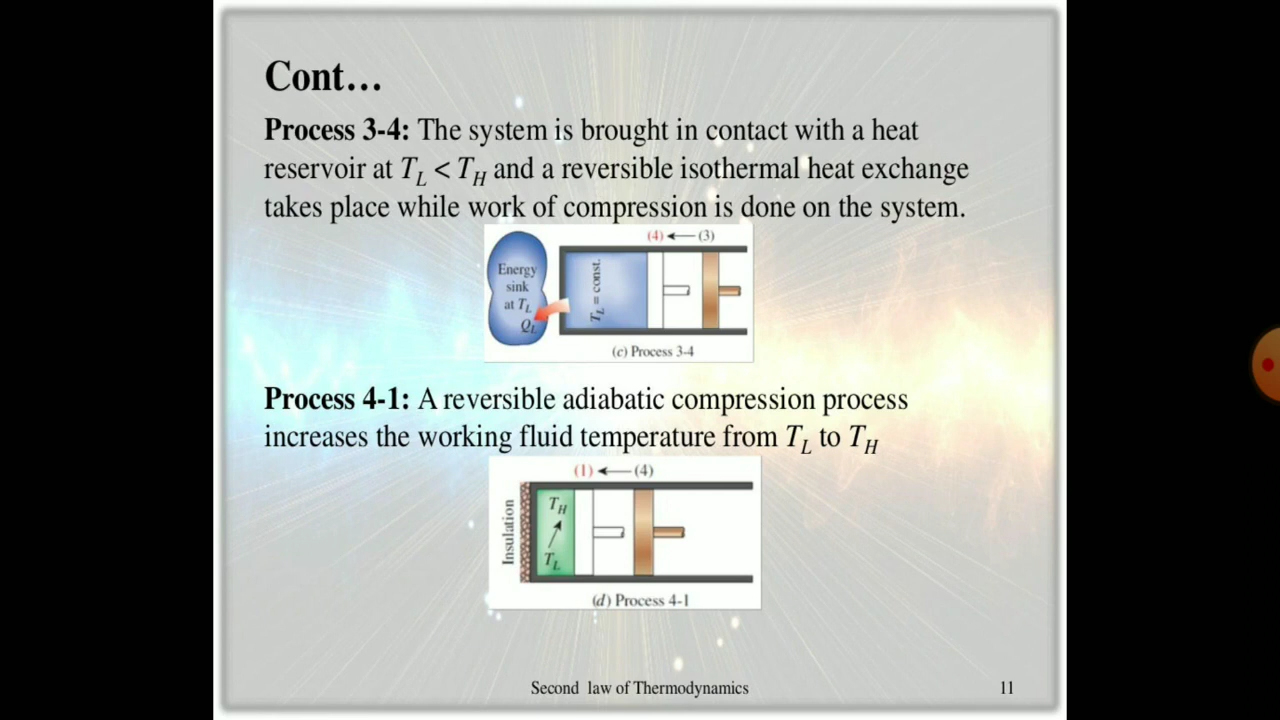 Cont…
Process 3-4: The system is brought in contact with a heat
reservoir at T_L < T_H and a reversible isothermal heat exchange
takes place while work of compression is done on the system.
(4) ← (3)
Energy
sink
at T_L
Q_L
T_L = const.
(c) Process 3-4
Process 4-1: A reversible adiabatic compression process
increases the working fluid temperature from T_L to T_H
(1) ← (4)
Insulation
T_H
T_L
(d) Process 4-1
Second law of Thermodynamics
11